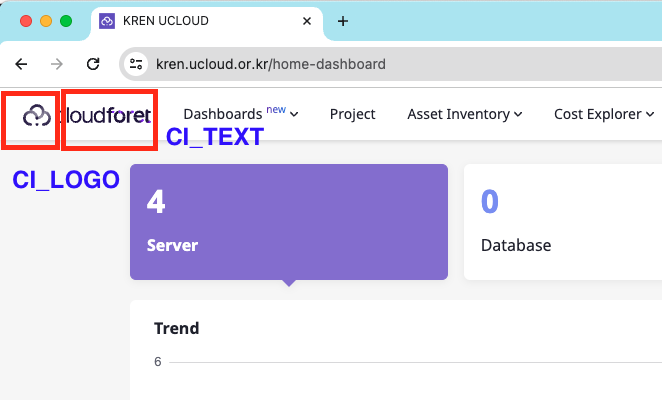 KREN UCLOUD
kren.ucloud.or.kr/home-dashboard
cloudforet
Dashboards new
Project
Asset Inventory
Cost Explorer
CI_TEXT
CI_LOGO
4
Server
0
Database
Trend
6